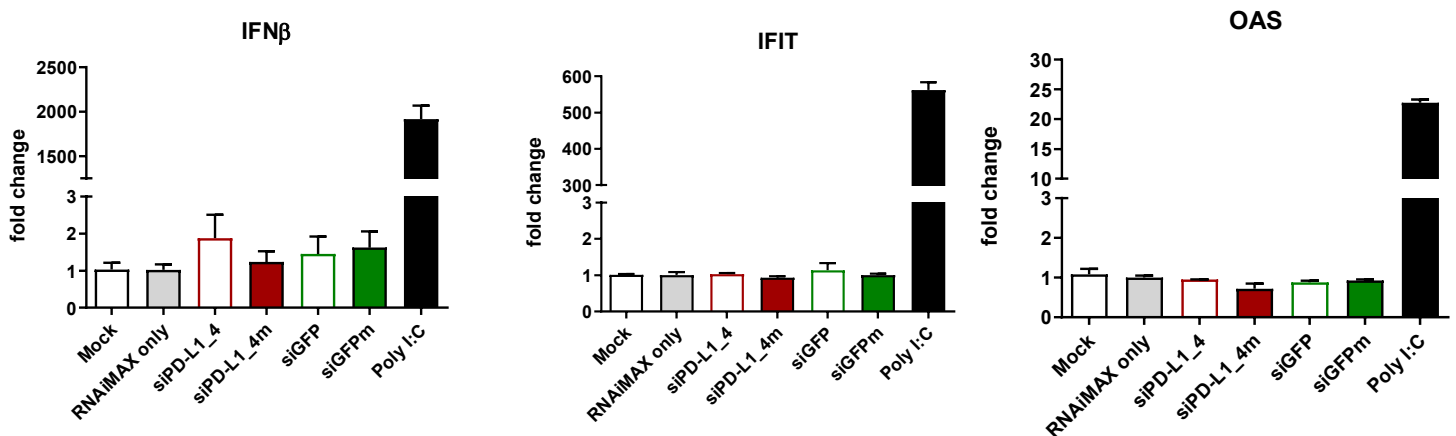 IFNβ
fold change
2500
2000
1500
3
2
1
0
Mock
RNAiMAX only
siPD-L1_4
siPD-L1_4m
siGFP
siGFPm
Poly I:C
IFIT
fold change
600
500
400
300
3
2
1
0
Mock
RNAiMAX only
siPD-L1_4
siPD-L1_4m
siGFP
siGFPm
Poly I:C
OAS
fold change
30
25
20
15
10
3
2
1
0
Mock
RNAiMAX only
siPD-L1_4
siPD-L1_4m
siGFP
siGFPm
Poly I:C